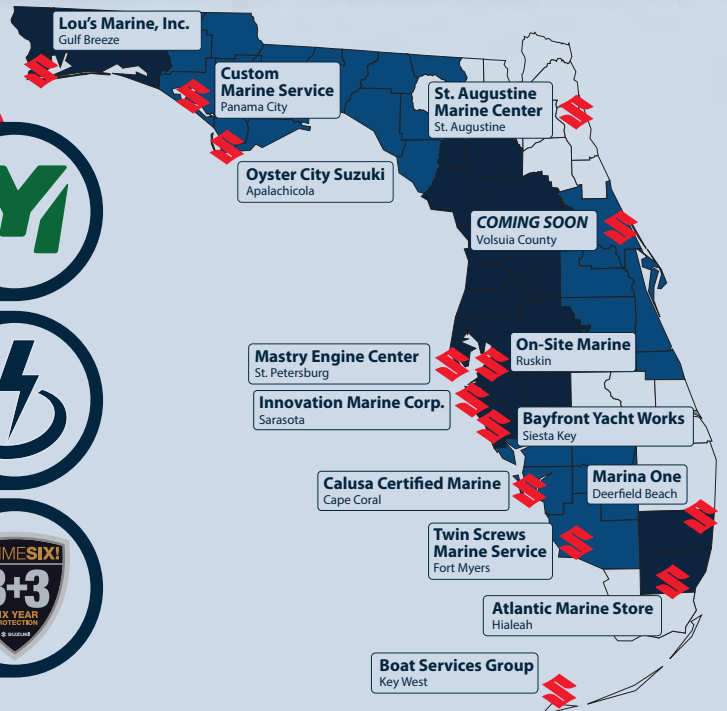 Lou's Marine, Inc.
Gulf Breeze
Custom
Marine Service
Panama City
St. Augustine
Marine Center
St. Augustine
Oyster City Suzuki
Apalachicola
COMING SOON
Volsuia County
On-Site Marine
Ruskin
Mastry Engine Center
St. Petersburg
Innovation Marine Corp.
Sarasota
Bayfront Yacht Works
Siesta Key
Calusa Certified Marine
Cape Coral
Marina One
Deerfield Beach
Twin Screws
Marine Service
Fort Myers
Atlantic Marine Store
Hialeah
Boat Services Group
Key West
SIX!
3+3
YEAR
SUZUKI